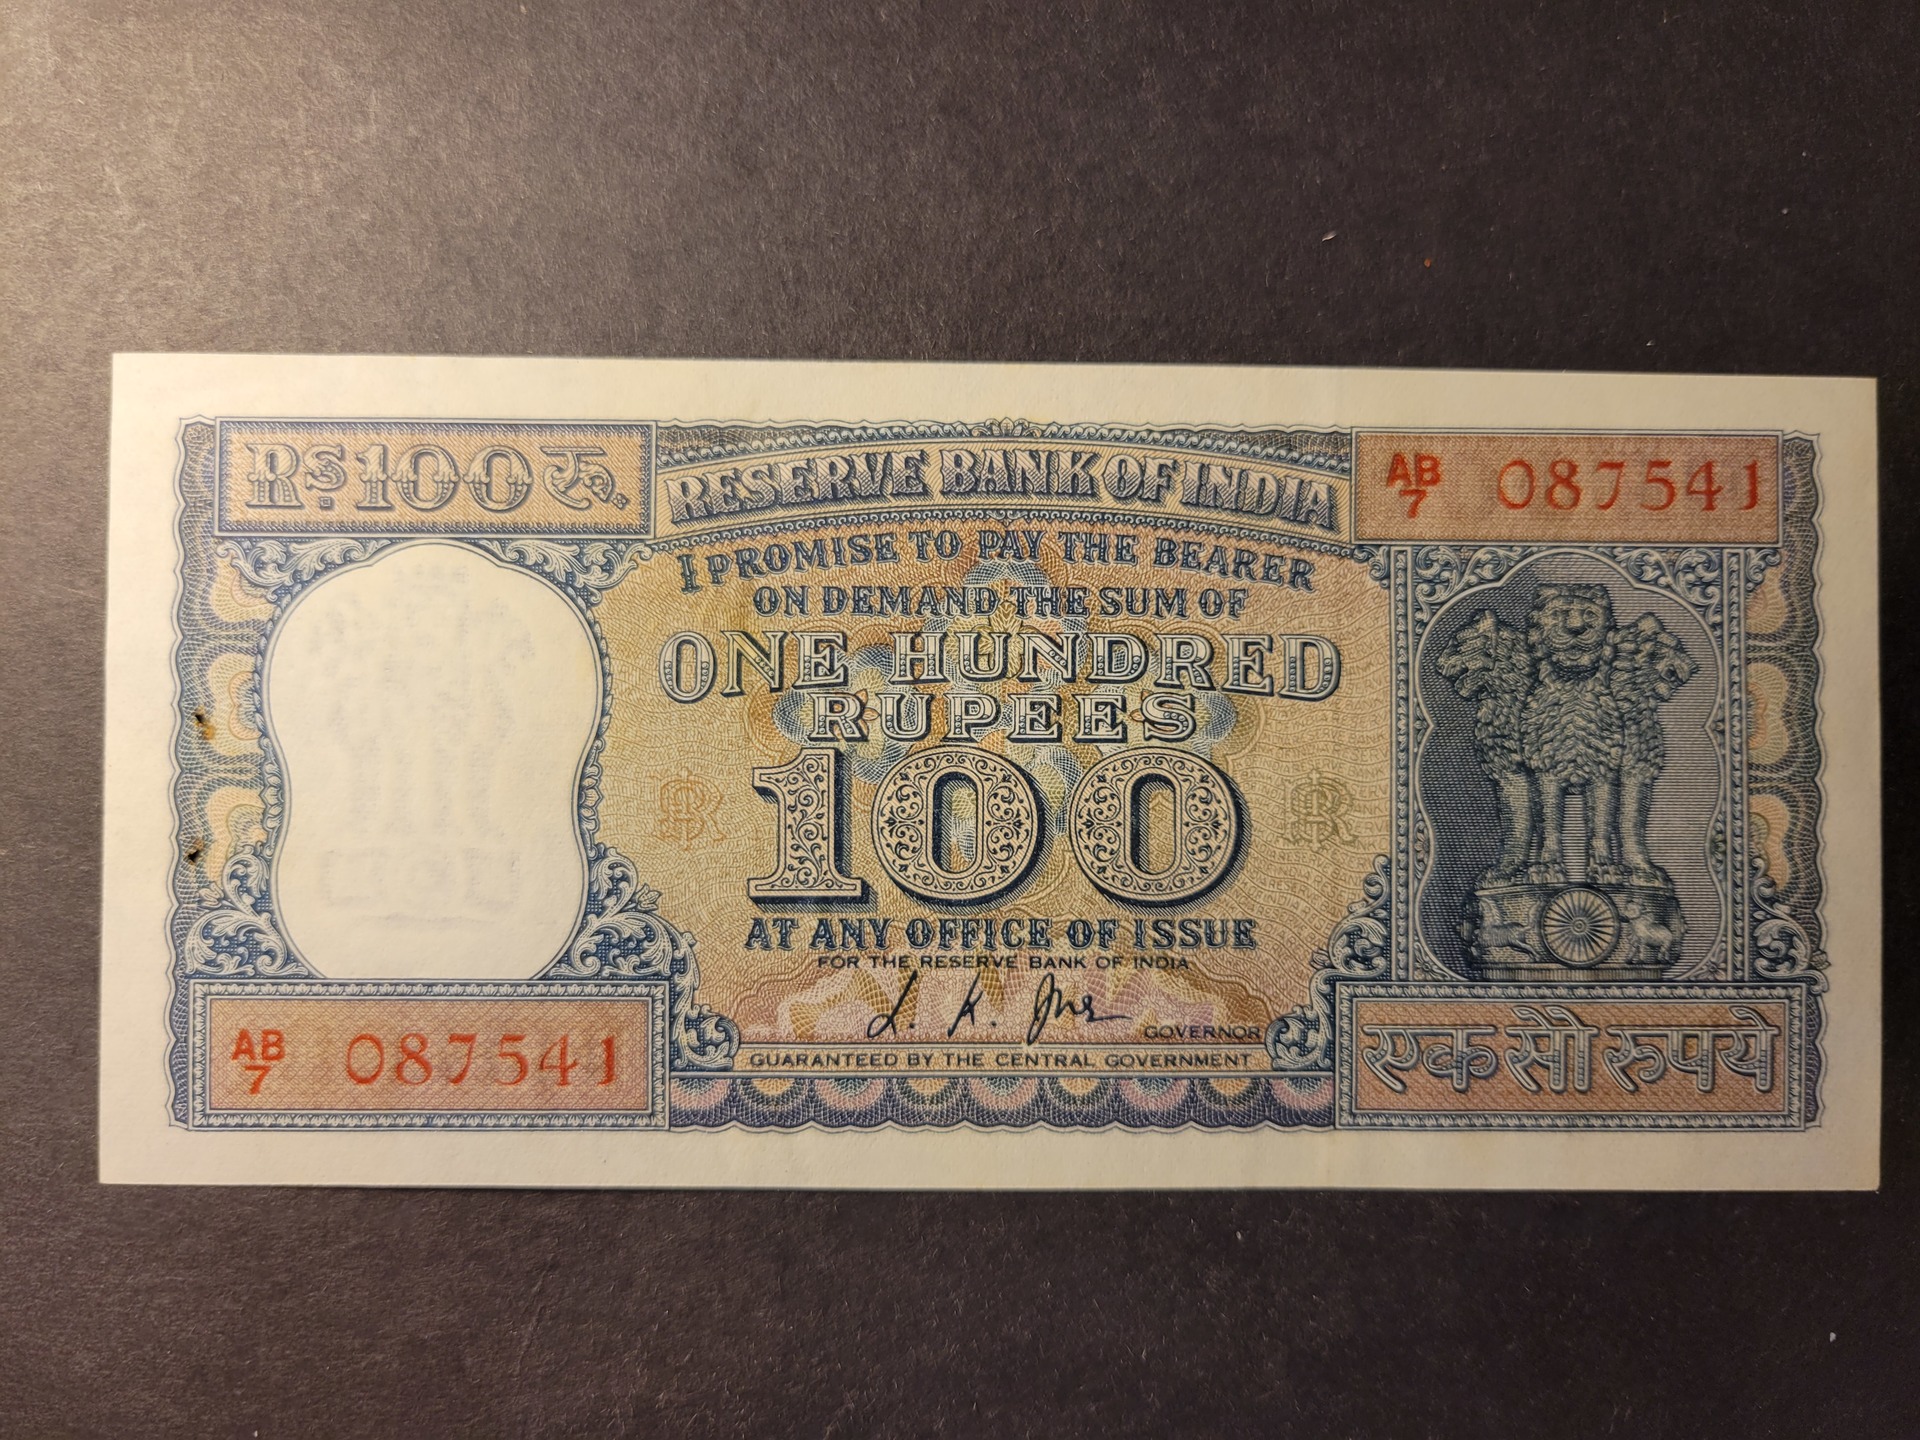 Rs 100 रु.
RESERVE BANK OF INDIA
AB
7 087541
I PROMISE TO PAY THE BEARER
ON DEMAND THE SUM OF
ONE HUNDRED
RUPEES
100
AT ANY OFFICE OF ISSUE
FOR THE RESERVE BANK OF INDIA
L. K. Jha
GOVERNOR
GUARANTEED BY THE CENTRAL GOVERNMENT
AB
7 087541
एक सौ रुपये